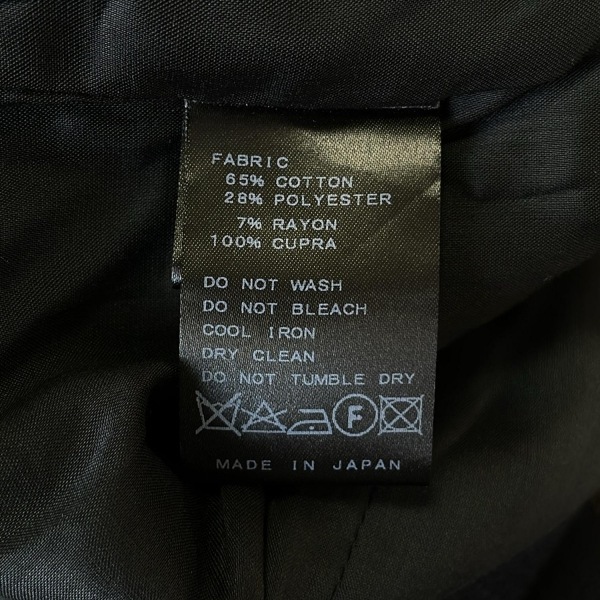 FABRIC
65% COTTON
28% POLYESTER
7% RAYON
100% CUPRA
DO NOT WASH
DO NOT BLEACH
COOL IRON
DRY CLEAN
DO NOT TUMBLE DRY
F
MADE IN JAPAN